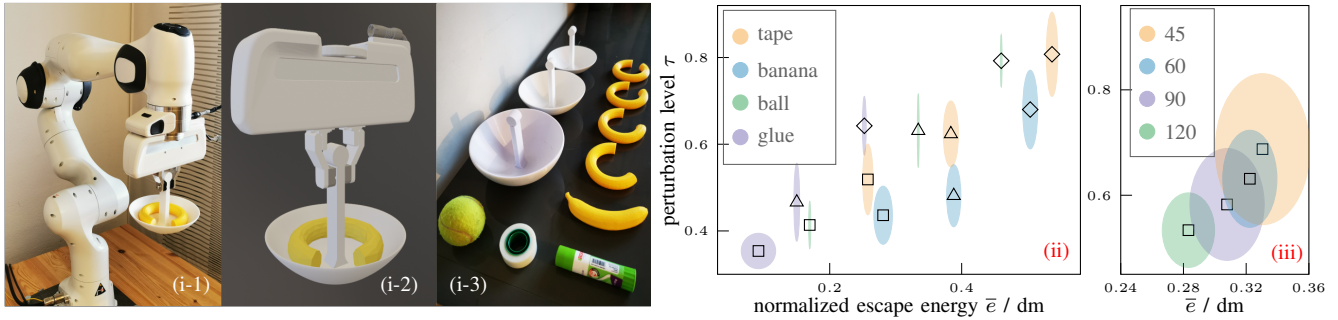 (i-1)
(i-2)
(i-3)
perturbation level τ
0.8
0.6
0.4
tape
banana
ball
glue
(ii)
0.2
0.4
normalized escape energy e̅ / dm
0.8
0.6
0.4
45
60
90
120
(iii)
0.24
0.28
0.32
0.36
e̅ / dm